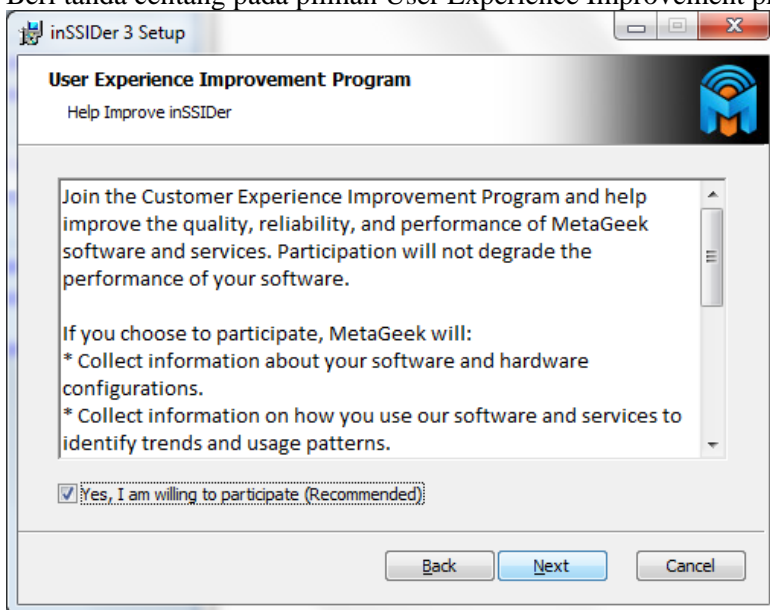 Beri tanda centang pada pilihan User Experience Improvement
inSSIDer 3 Setup
User Experience Improvement Program
Help Improve inSSIDer
Join the Customer Experience Improvement Program and help
improve the quality, reliability, and performance of MetaGeek
software and services. Participation will not degrade the
performance of your software.
If you choose to participate, MetaGeek will:
* Collect information about your software and hardware
configurations.
* Collect information on how you use our software and services to
identify trends and usage patterns.
Yes, I am willing to participate (Recommended)
Back
Next
Cancel